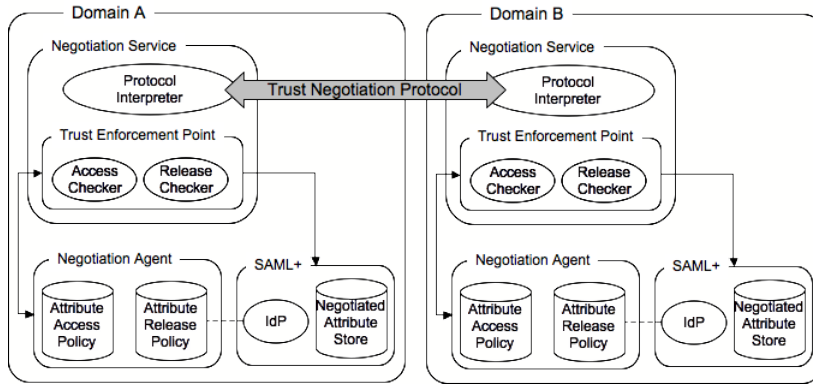 Domain A
Negotiation Service
Protocol
Interpreter
Trust Negotiation Protocol
Trust Enforcement Point
Access
Checker
Release
Checker
Negotiation Agent
Attribute
Access
Policy
Attribute
Release
Policy
SAML+
IdP
Negotiated
Attribute
Store
Domain B
Negotiation Service
Protocol
Interpreter
Trust Enforcement Point
Access
Checker
Release
Checker
Negotiation Agent
Attribute
Access
Policy
Attribute
Release
Policy
SAML+
IdP
Negotiated
Attribute
Store